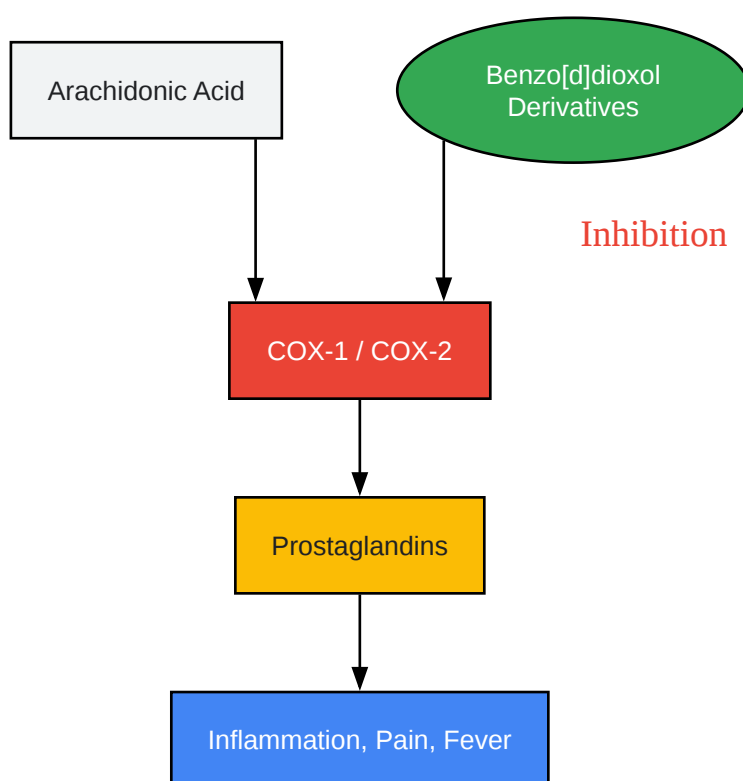 Arachidonic Acid
Benzo[d]dioxol
Derivatives
Inhibition
COX-1 / COX-2
Prostaglandins
Inflammation, Pain, Fever